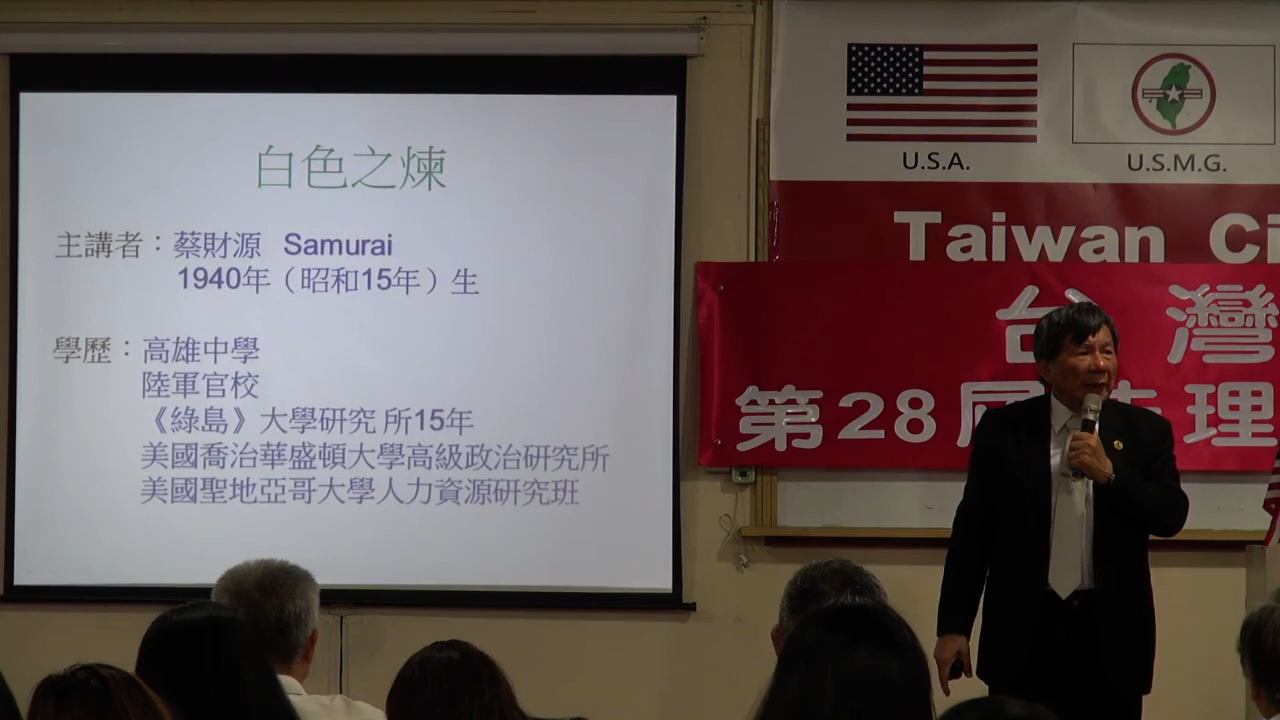 白色之煉
主講者：蔡財源 Samurai
1940年（昭和15年）生
學歷：高雄中學
陸軍官校
《綠島》大學研究 所15年
美國喬治華盛頓大學高級政治研究所
美國聖地亞哥大學人力資源研究班
U.S.A.
U.S.M.G.
Taiwan Ci
台灣
第28屆 理